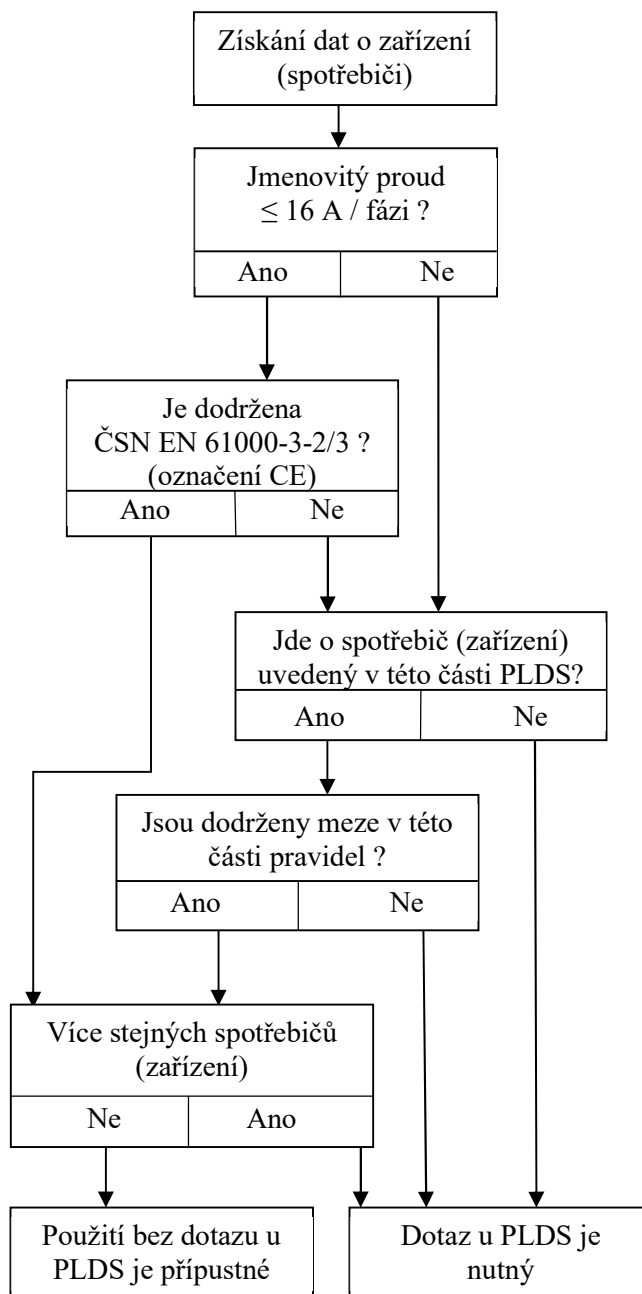 Získání dat o zařízení
(spotřebiči)
Jmenovitý proud
≤ 16 A / fázi ?
Ano
Ne
Je dodržena
ČSN EN 61000-3-2/3 ?
(označení CE)
Ano
Ne
Jde o spotřebič (zařízení)
uvedený v této části PLDS?
Ano
Ne
Jsou dodrženy meze v této
části pravidel ?
Ano
Ne
Více stejných spotřebičů
(zařízení)
Ne
Ano
Použití bez dotazu u
PLDS je přípustné
Dotaz u PLDS je
nutný